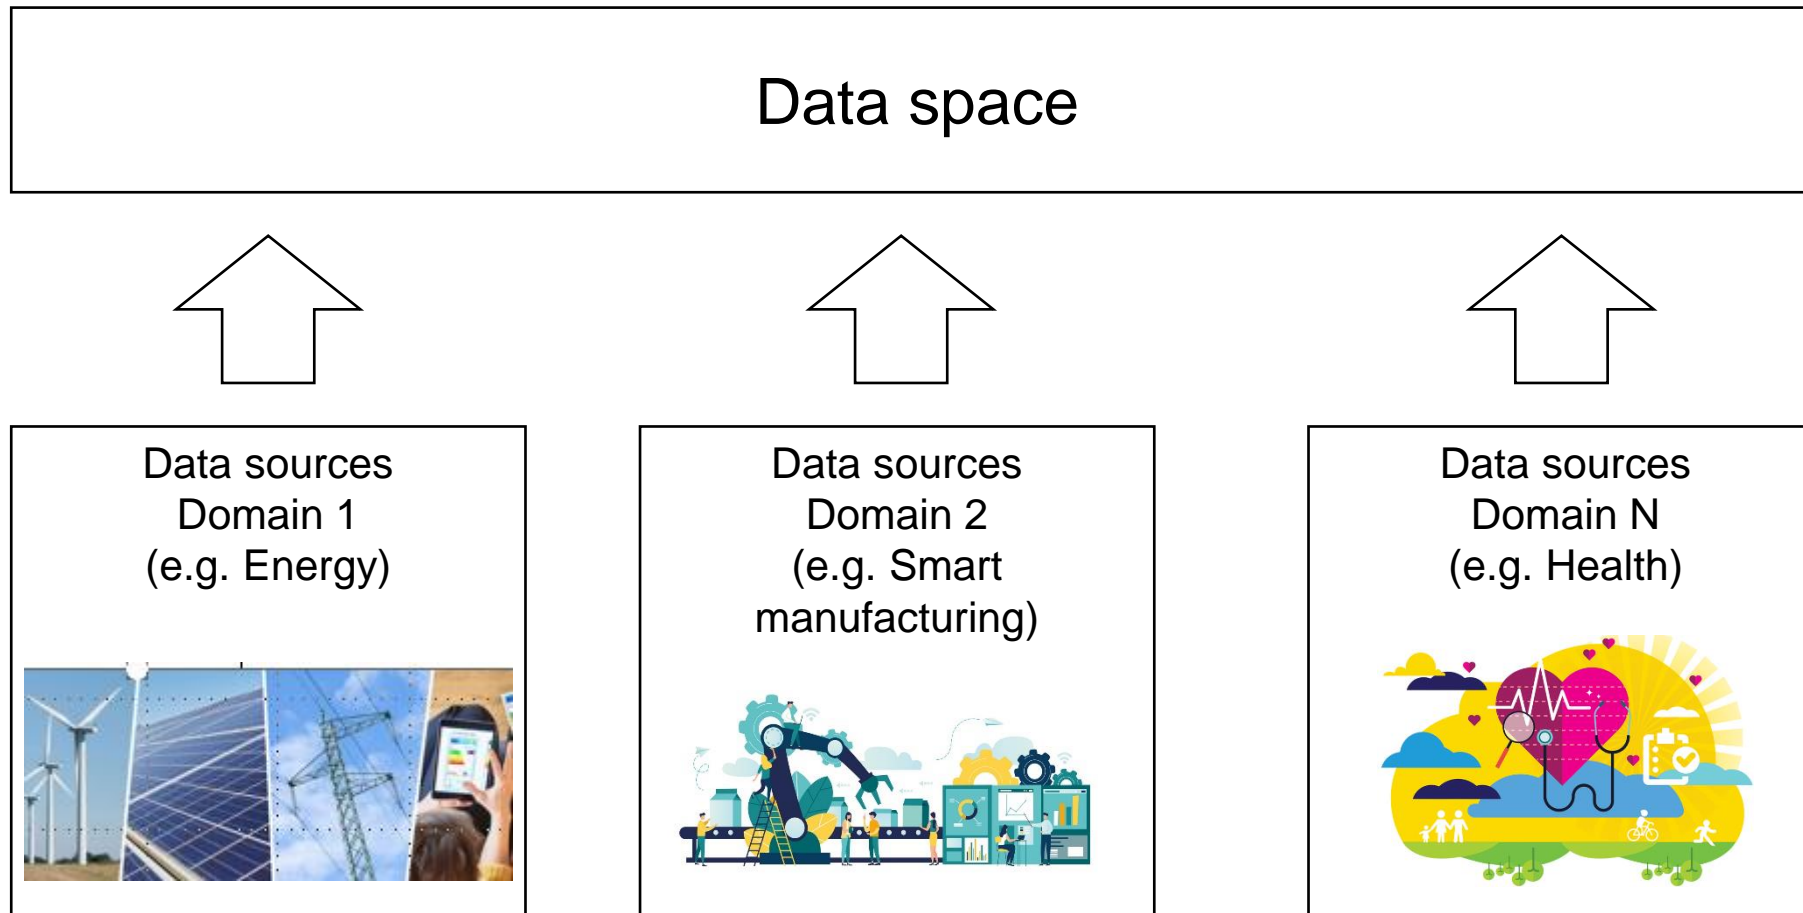 Data space
Data sources
Domain 1
(e.g. Energy)
Data sources
Domain 2
(e.g. Smart
manufacturing)
Data sources
Domain N
(e.g. Health)